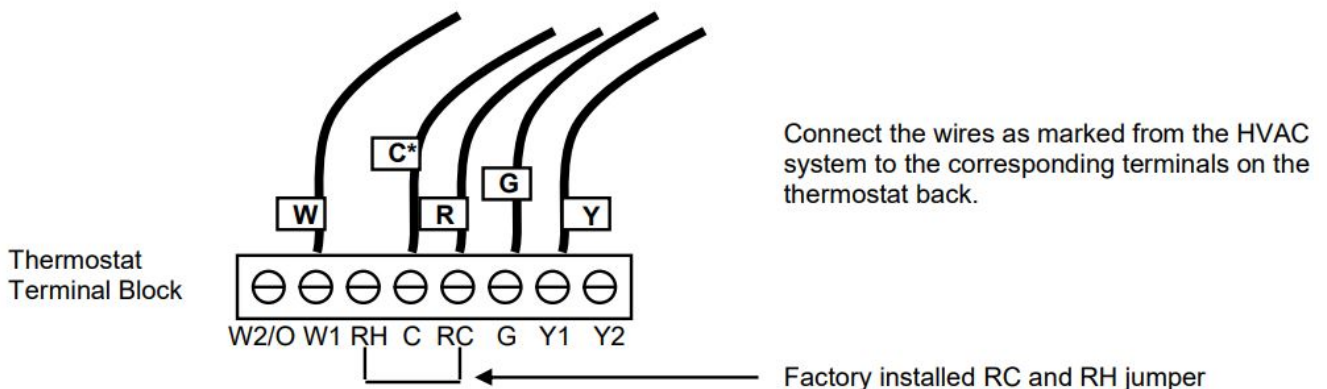 C*
W
R
G
Y
Connect the wires as marked from the HVAC
system to the corresponding terminals on the
thermostat back.
Thermostat
Terminal Block
W2/O W1 RH C RC G Y1 Y2
Factory installed RC and RH jumper